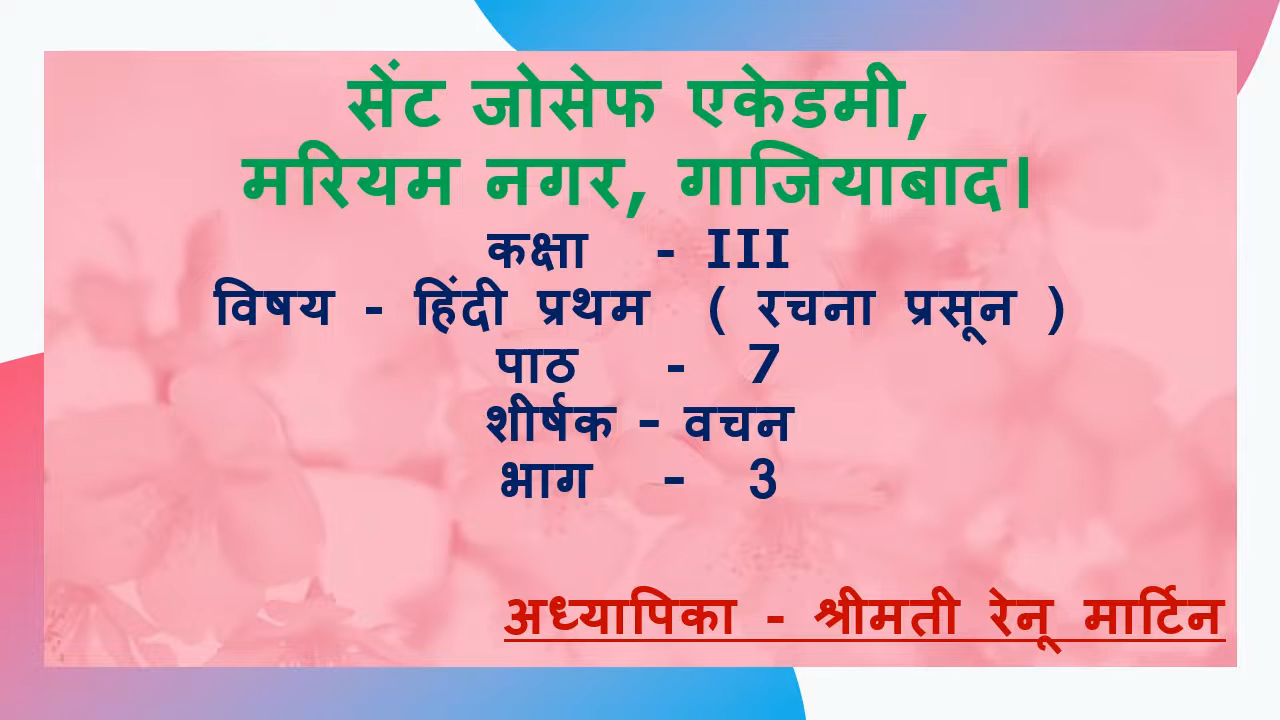 सेंट जोसेफ एकेडमी,
मरियम नगर, गाजियाबाद।
कक्षा - III
विषय - हिंदी प्रथम ( रचना प्रसून )
पाठ - 7
शीर्षक - वचन
भाग - 3
अध्यापिका - श्रीमती रेनू मार्टिन